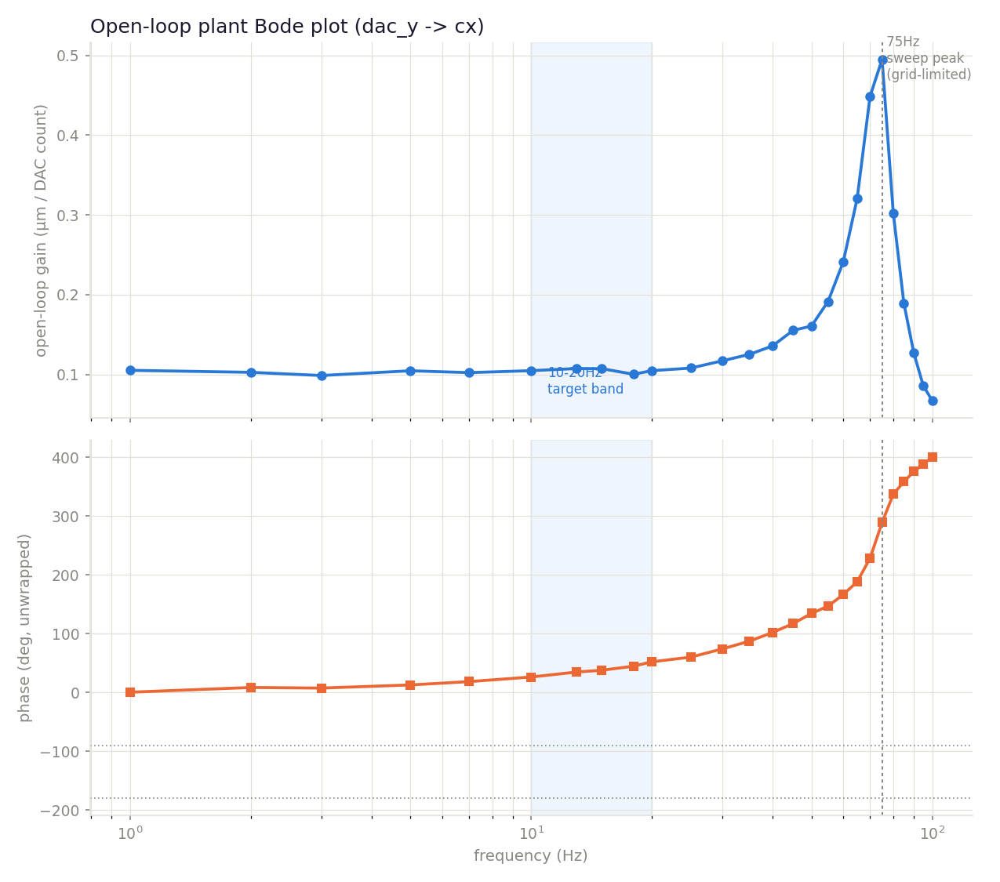 Open-loop plant Bode plot (dac_y -> cx)
75Hz
sweep peak
(grid-limited)
open-loop gain (μm / DAC count)
0.5
0.4
0.3
0.2
0.1
10-20Hz
target band
phase (deg, unwrapped)
400
300
200
100
0
−100
−200
10⁰
10¹
10²
frequency (Hz)